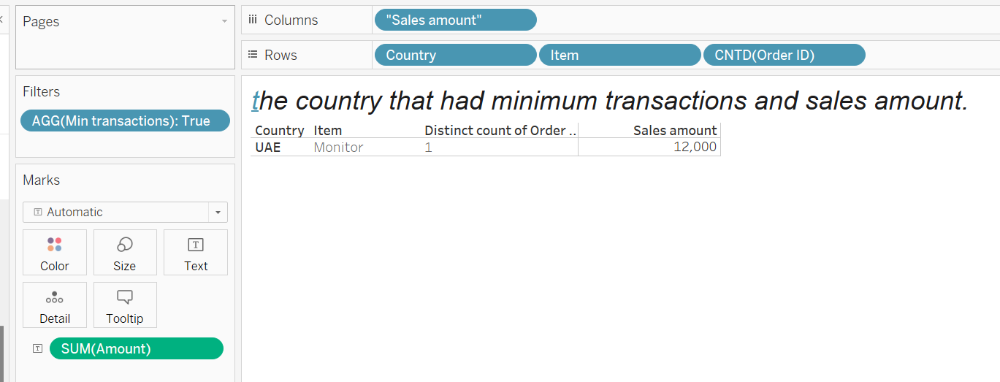 Pages
iii Columns "Sales amount"
Rows Country Item CNTD(Order ID)
Filters
AGG(Min transactions): True
Marks
Automatic
Color Size T Text
Detail Tooltip
T SUM(Amount)
the country that had minimum transactions and sales amount.
Country Item Distinct count of Order .. Sales amount
UAE Monitor 1 12,000